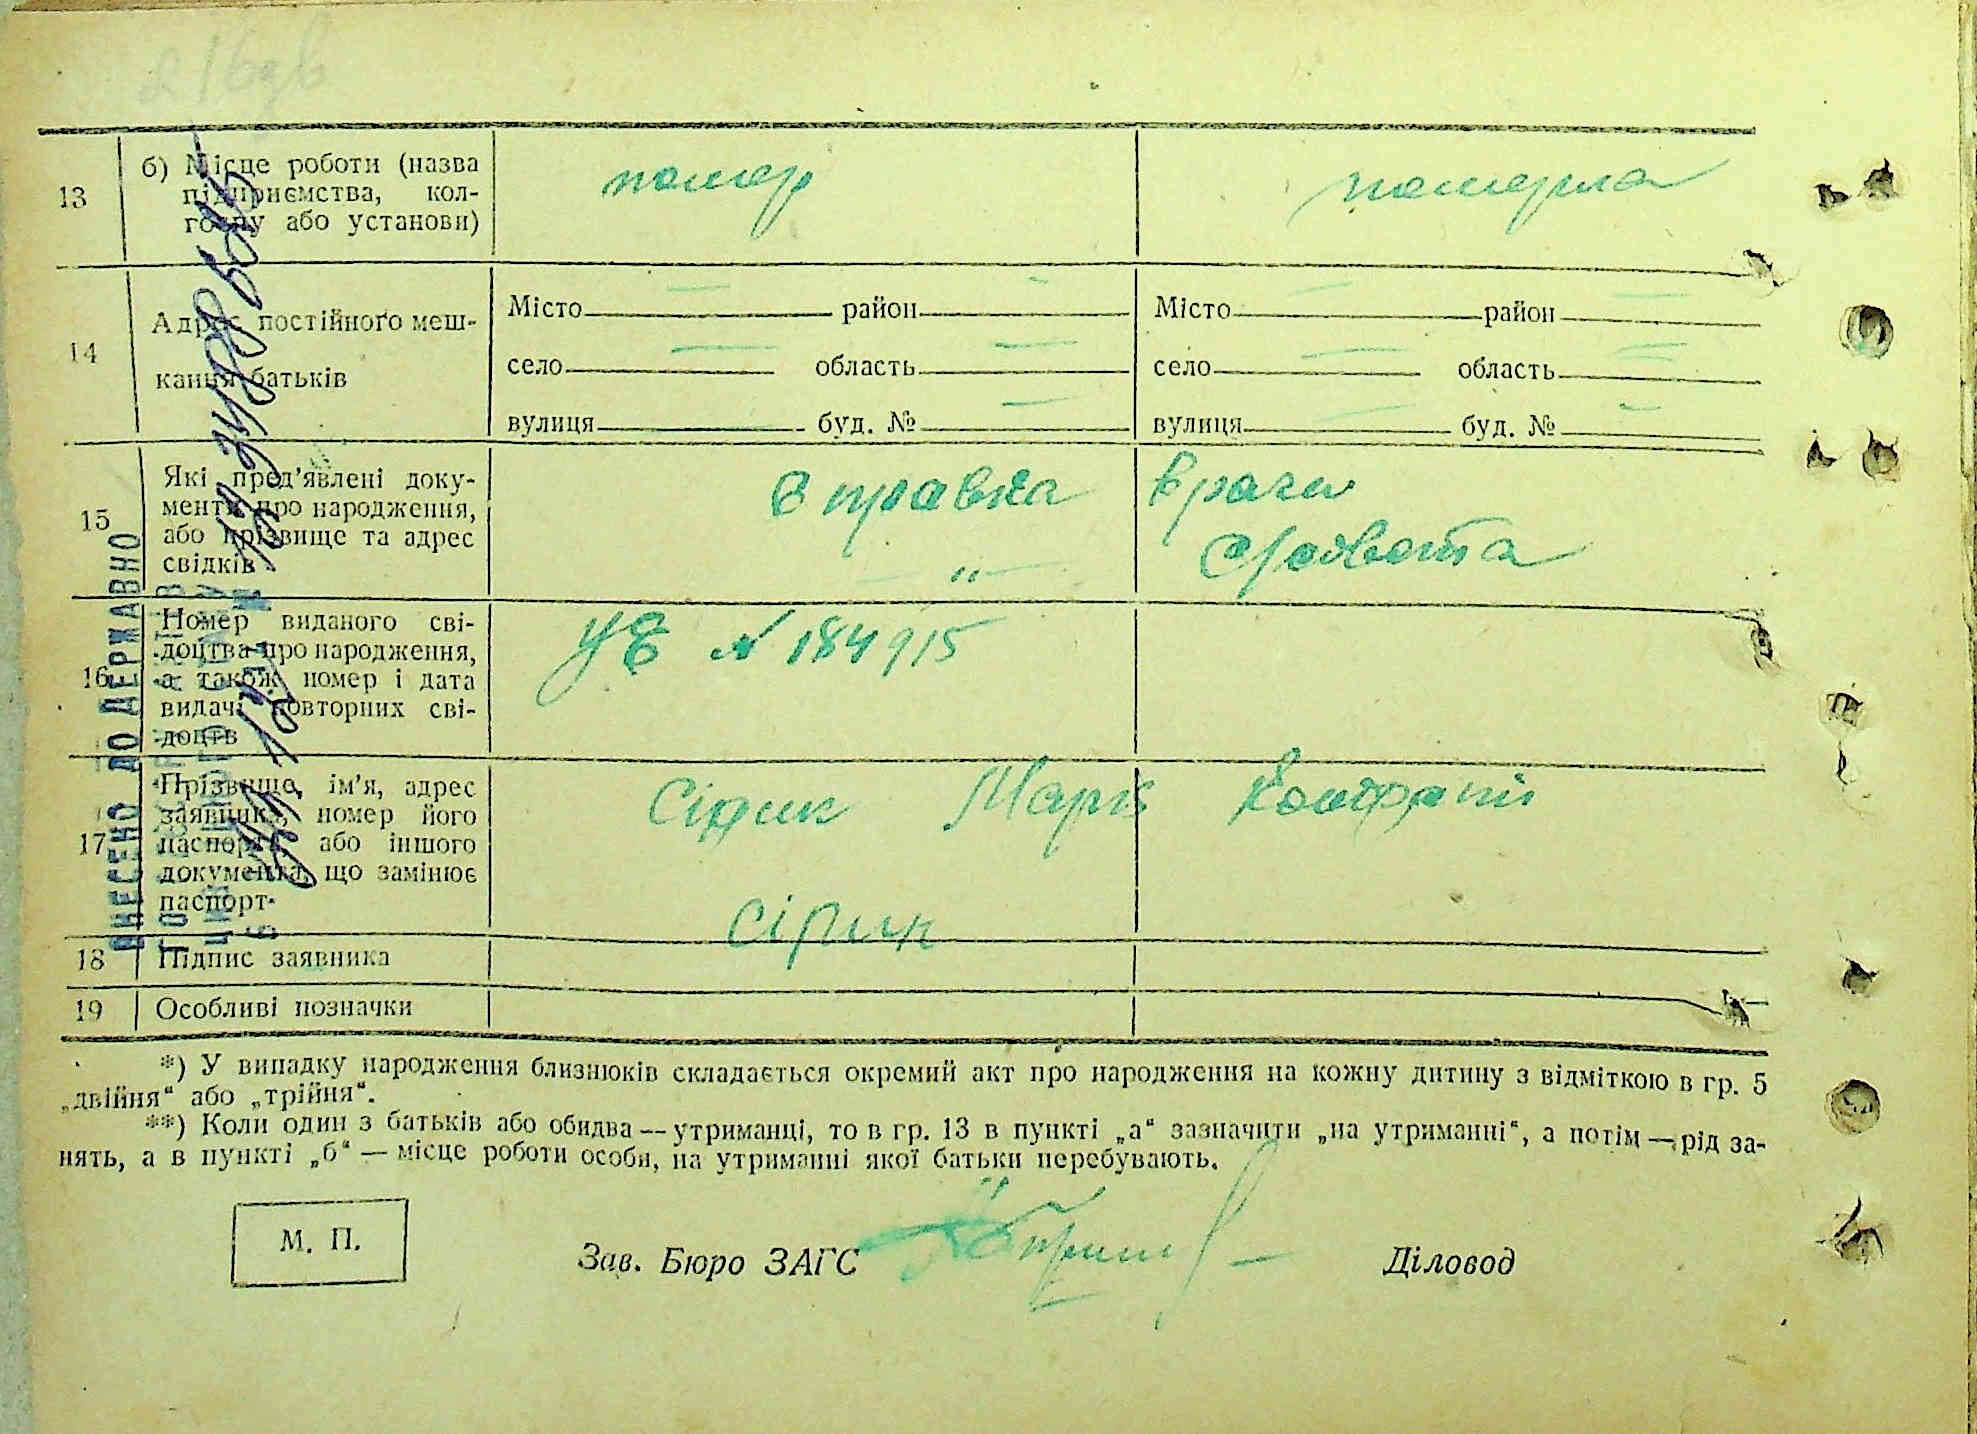 13
б) Місце роботи (назва
підприємства, кол-
госпу або установи)
помер
померла
14
Адрес постійного меш-
кання батьків
Місто район
село область
вулиця буд. №
Місто район
село область
вулиця буд. №
15
Які пред'явлені доку-
менти про народження,
або прізвище та адрес
свідків
Справка врача
16
Номер виданого сві-
доцтва про народження,
а також номер і дата
видачі повторних сві-
доцтв
№ 184915
17
Прізвище, ім'я, адрес
заявника, номер його
паспорта або іншого
документа, що замінює
паспорт
Сірик Марк
18
Підпис заявника
Сірик
19
Особливі позначки
*) У випадку народження близнюків складається окремий акт про народження на кожну дитину з відміткою в гр. 5
„двійня“ або „трійня“.
**) Коли один з батьків або обидва — утриманці, то в гр. 13 в пункті „а“ зазначити „на утриманні“, а потім — рід за-
нять, а в пункті „б“ — місце роботи особи, на утриманні якої батьки перебувають.
М. П.
Зав. Бюро ЗАГС
Діловод
ВНЕСЕНО ДО ДЕРЖАВНО